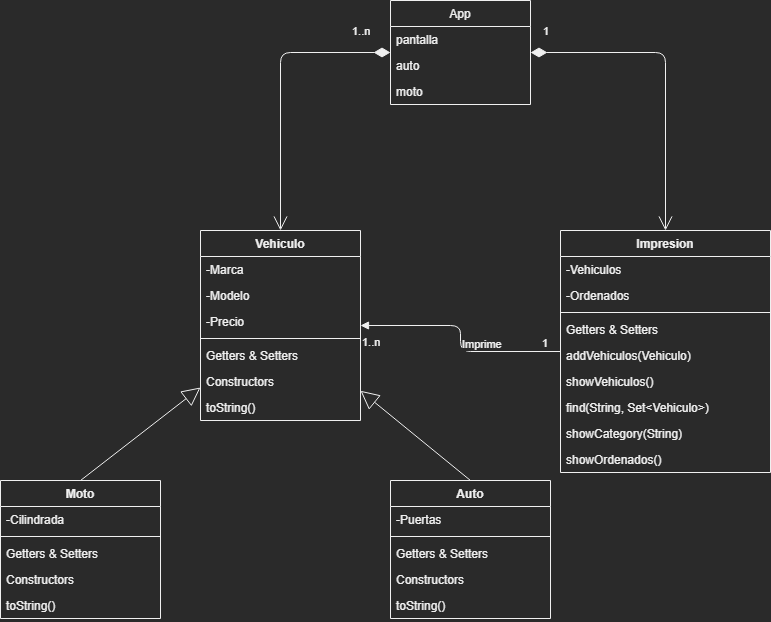 App
pantalla
auto
moto
1..n
1
Vehiculo
-Marca
-Modelo
-Precio
Getters & Setters
Constructors
toString()
Impresion
-Vehiculos
-Ordenados
Getters & Setters
addVehiculos(Vehiculo)
showVehiculos()
find(String, Set<Vehiculo>)
showCategory(String)
showOrdenados()
1..n
Imprime
1
Moto
-Cilindrada
Getters & Setters
Constructors
toString()
Auto
-Puertas
Getters & Setters
Constructors
toString()